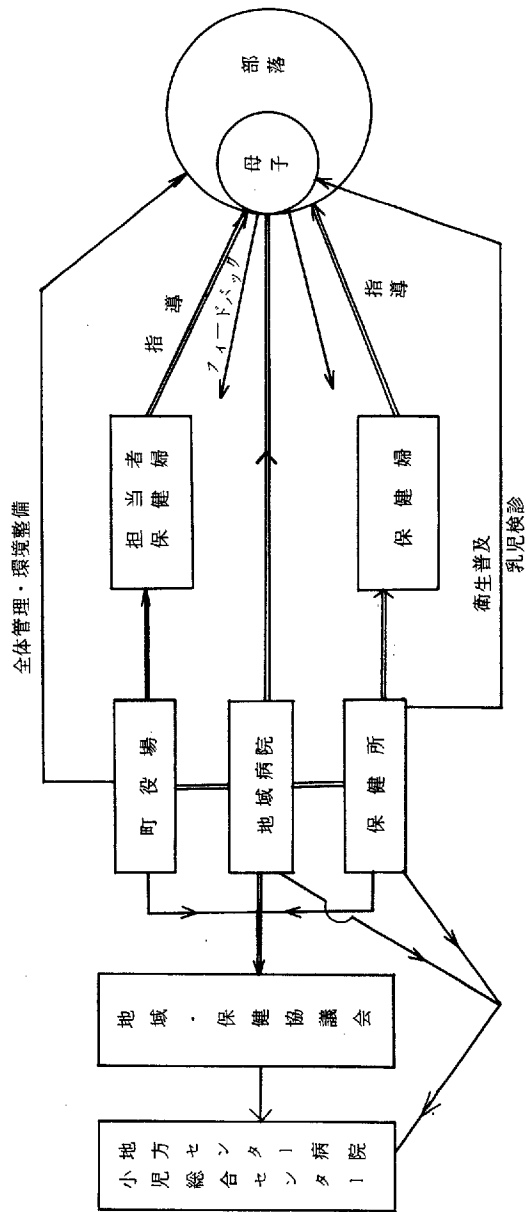 部落
母子
全体管理・環境整備
指導
フィードバック
指導
担当者
保健婦
保健婦
衛生普及
乳児検診
町役場
地域病院
保健所
地域・保健協議会
地方センター病院
小児総合センター